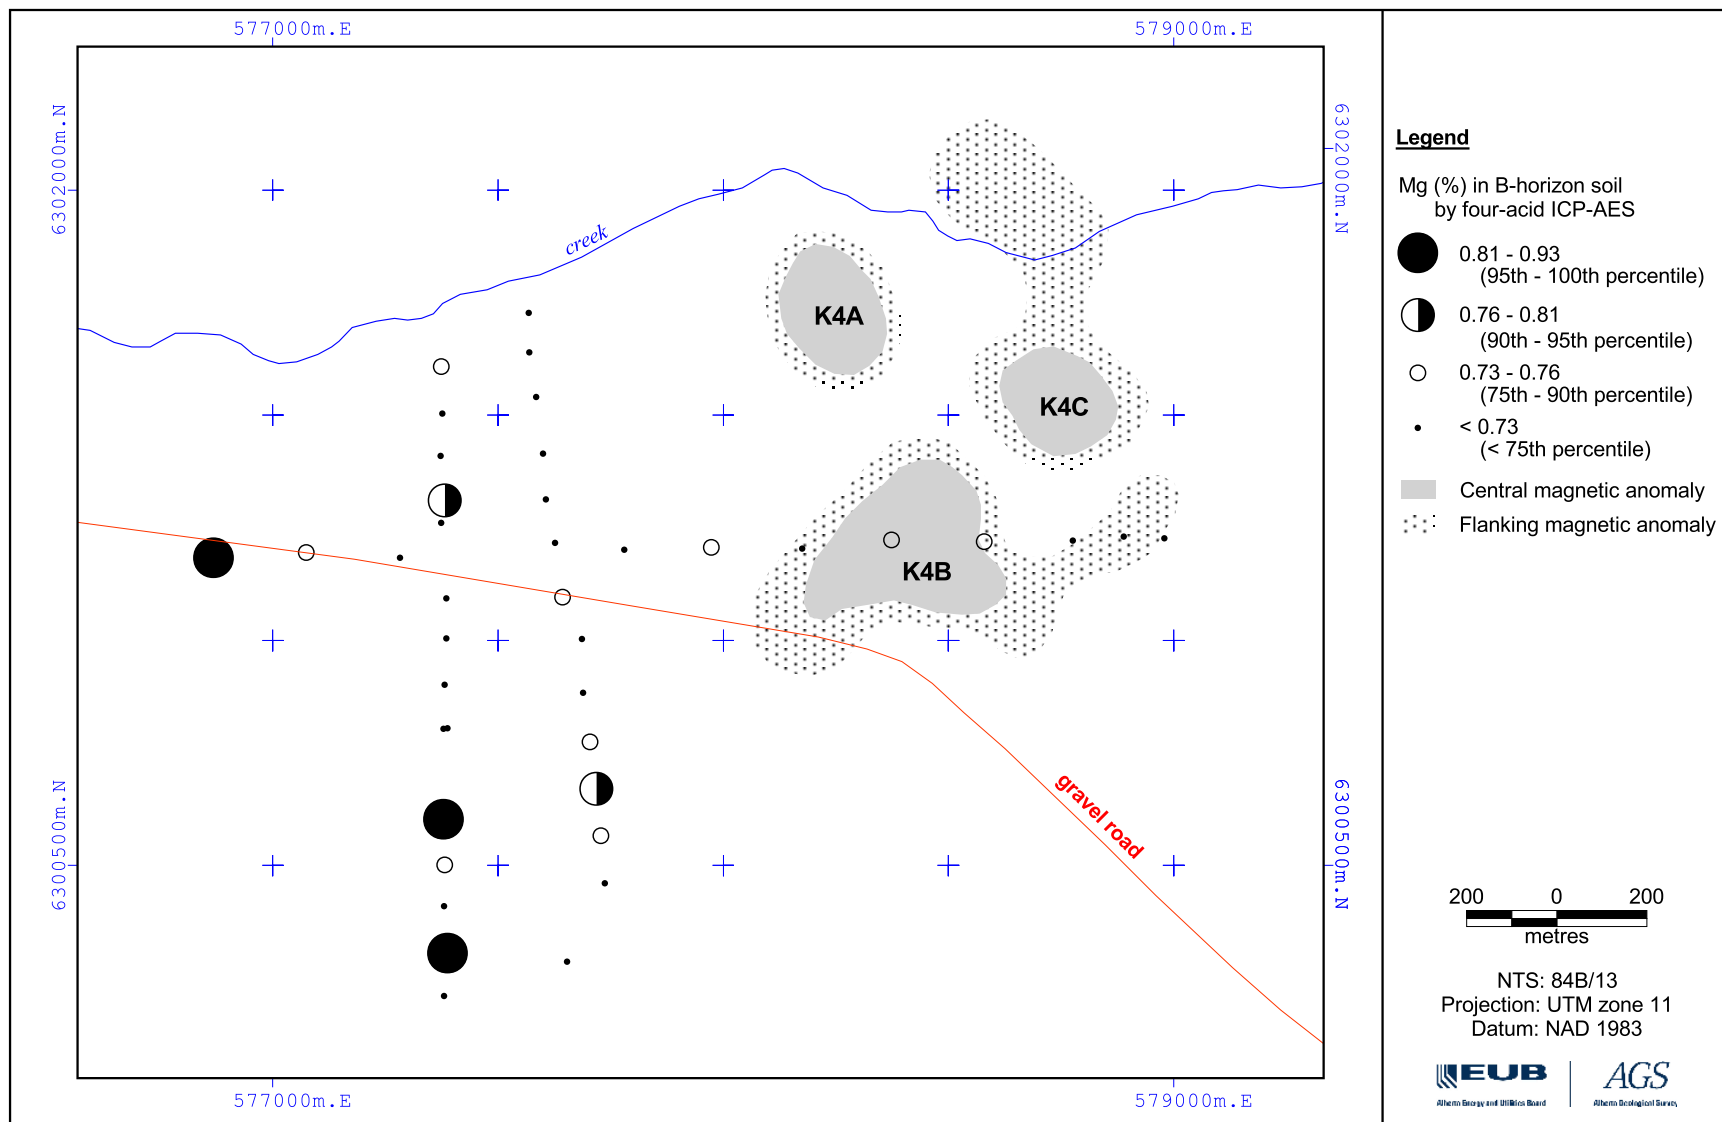 577000m.E
579000m.E
6302000m.N
6302000m.N
creek
K4A
K4C
K4B
gravel road
6300500m.N
6300500m.N
577000m.E
579000m.E
Legend
Mg (%) in B-horizon soil
by four-acid ICP-AES
0.81 - 0.93
(95th - 100th percentile)
0.76 - 0.81
(90th - 95th percentile)
0.73 - 0.76
(75th - 90th percentile)
< 0.73
(< 75th percentile)
Central magnetic anomaly
Flanking magnetic anomaly
200 0 200
metres
NTS: 84B/13
Projection: UTM zone 11
Datum: NAD 1983
EUB
Alberta Energy and Utilities Board
AGS
Alberta Geological Survey